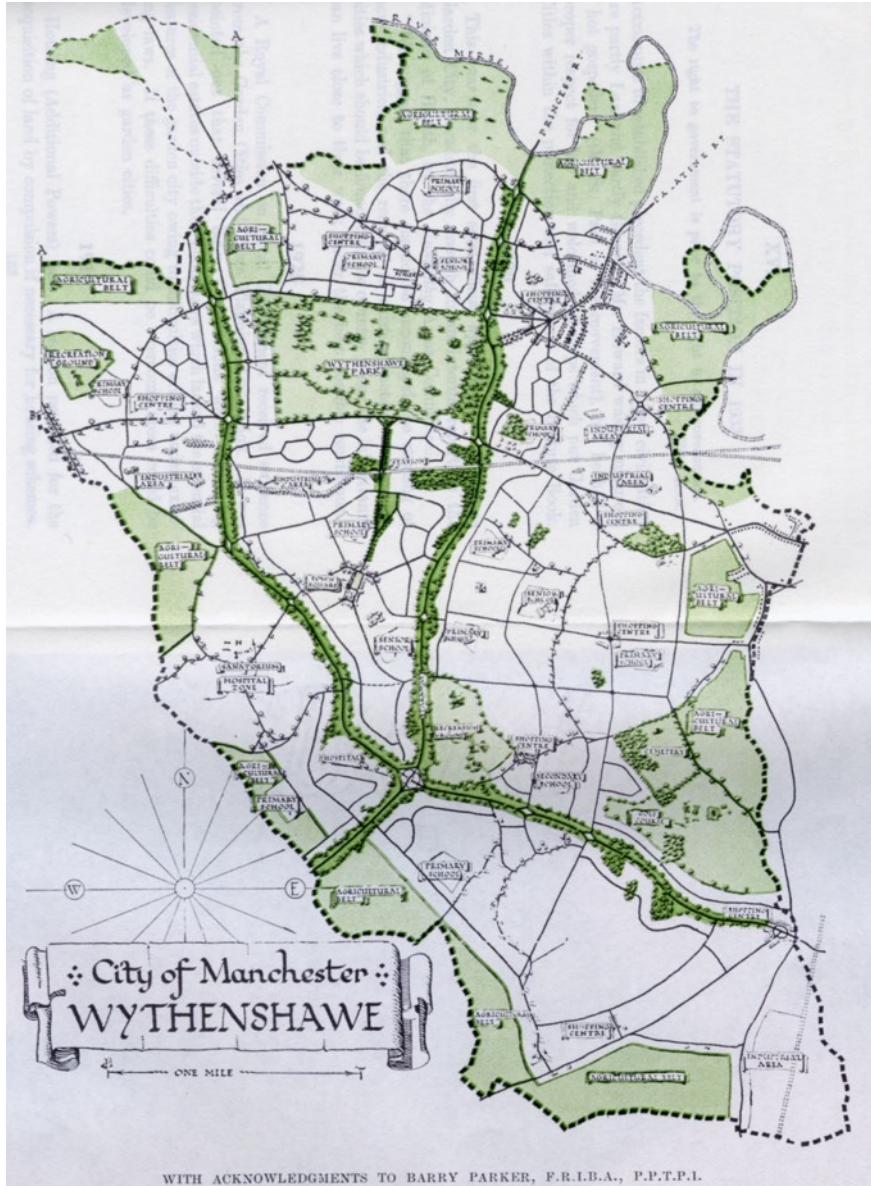 RIVER MERSEY
PRINCESS RD
PALATINE RD
A
AGRICULTURAL
BELT
AGRICULTURAL
BELT
PRIMARY
SCHOOL
AGRI-
CULTURAL
BELT
SHOPPING
CENTRE
PRIMARY
SCHOOL
SENIOR
SCHOOL
A
AGRICULTURAL
BELT
SHOPPING
CENTRE
AGRICULTURAL
BELT
RECREATION
GROUND
WYTHENSHAWE
PARK
PRIMARY
SCHOOL
SHOPPING
CENTRE
SHOPPING
CENTRE
B
PRIMARY
SCHOOL
INDUSTRIAL
AREA
STATION
INDUSTRIAL
AREA
INDUSTRIAL
AREA
INDUSTRIAL
AREA
SHOPPING
CENTRE
PRIMARY
SCHOOL
AGRI-
CULTURAL
BELT
PRIMARY
SCHOOL
TOWN
SQUARE
AGRI-
CULTURAL
BELT
SENIOR
SCHOOL
SENIOR
SCHOOL
PRIMARY
SCHOOL
SHOPPING
CENTRE
PRIMARY
SCHOOL
SANATORIUM
HOSPITAL
ZONE
AGRI-
CULTURAL
BELT
RECREATION
SHOPPING
CENTRE
CEMETERY
HOSPITAL
SECONDARY
SCHOOL
AGRI-
CULTURAL
BELT
PRIMARY
SCHOOL
GOLF
COURSE
N
W
E
PRIMARY
SCHOOL
AGRICULTURAL
BELT
SHOPPING
CENTRE
City of Manchester
WYTHENSHAWE
AGRICULTURAL
BELT
SHOPPING
CENTRE
INDUSTRIAL
AREA
ONE MILE
AGRICULTURAL BELT
WITH ACKNOWLEDGMENTS TO BARRY PARKER, F.R.I.B.A., P.P.T.P.I.